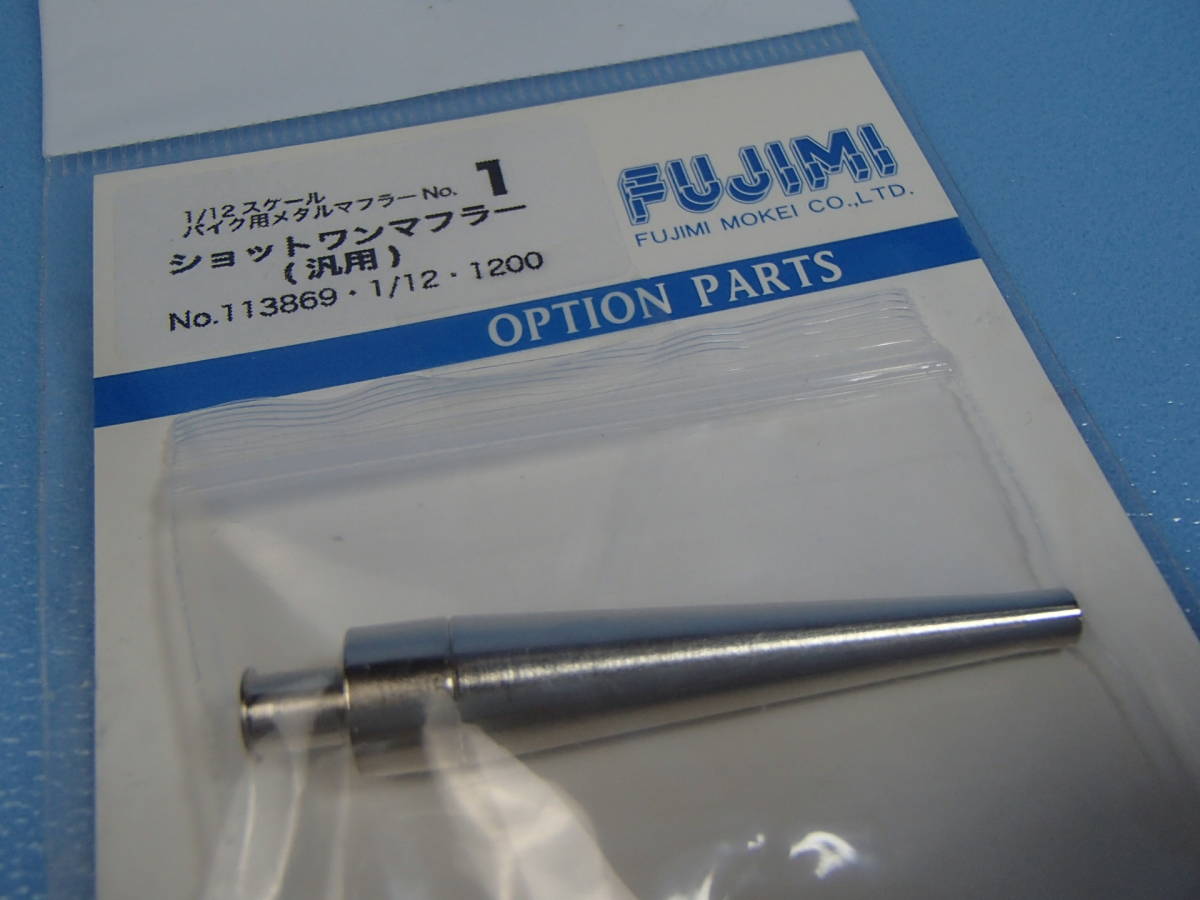 1/12スケール
バイク用メタルマフラーNo. 1
ショットワンマフラー
(汎用)
No.113869・1/12・1200
FUJIMI
FUJIMI MOKEI CO.,LTD.
OPTION PARTS